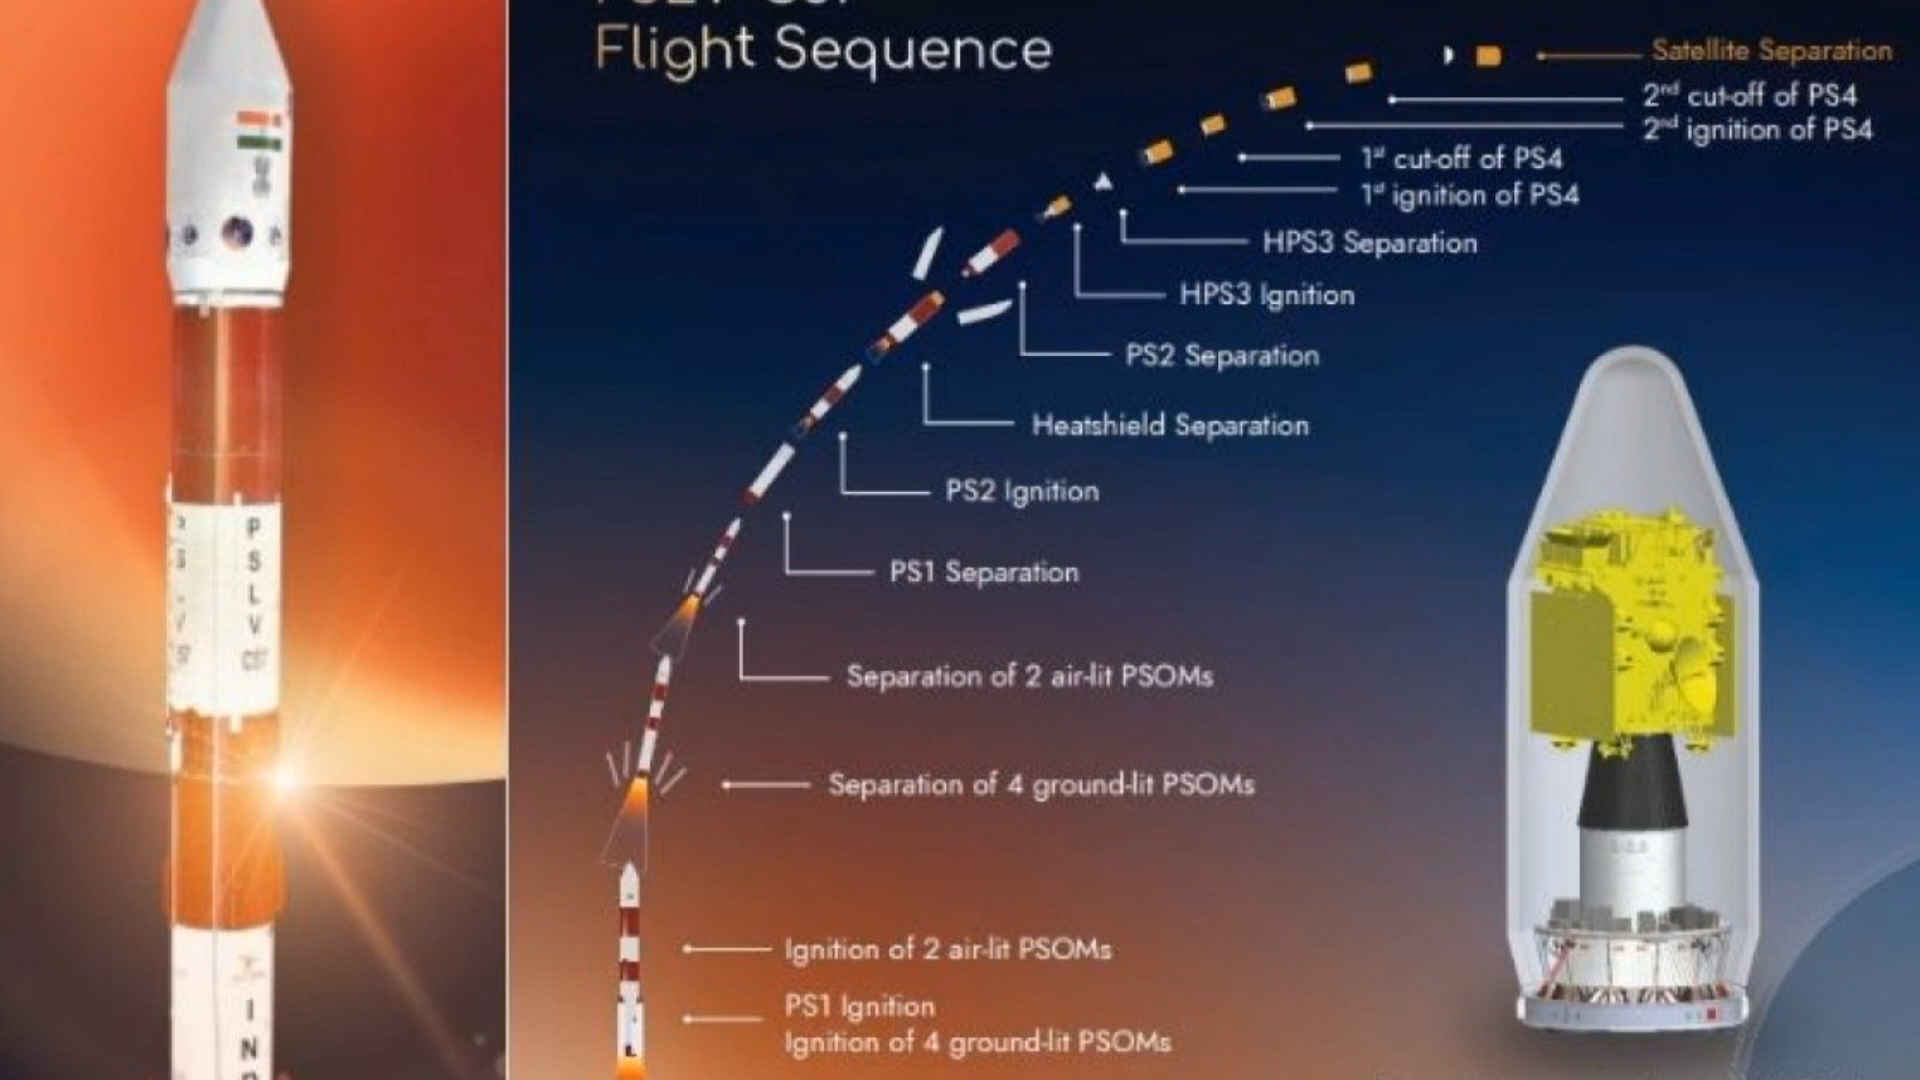 Flight Sequence
Satellite Separation
2nd cut-off of PS4
2nd ignition of PS4
1st cut-off of PS4
1st ignition of PS4
HPS3 Separation
HPS3 Ignition
PS2 Separation
Heatshield Separation
PS2 Ignition
PS1 Separation
Separation of 2 air-lit PSOMs
Separation of 4 ground-lit PSOMs
Ignition of 2 air-lit PSOMs
PS1 Ignition
Ignition of 4 ground-lit PSOMs
P
S
L
V
I
N